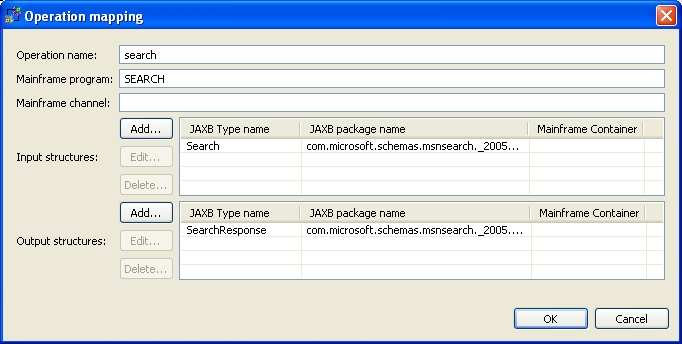 Operation mapping
Operation name: search
Mainframe program: SEARCH
Mainframe channel:
Add... JAXB Type name JAXB package name Mainframe Container
Search com.microsoft.schemas.msnsearch._2005...
Input structures: Edit...
Delete...
Add... JAXB Type name JAXB package name Mainframe Container
SearchResponse com.microsoft.schemas.msnsearch._2005....
Output structures: Edit...
Delete...
OK Cancel